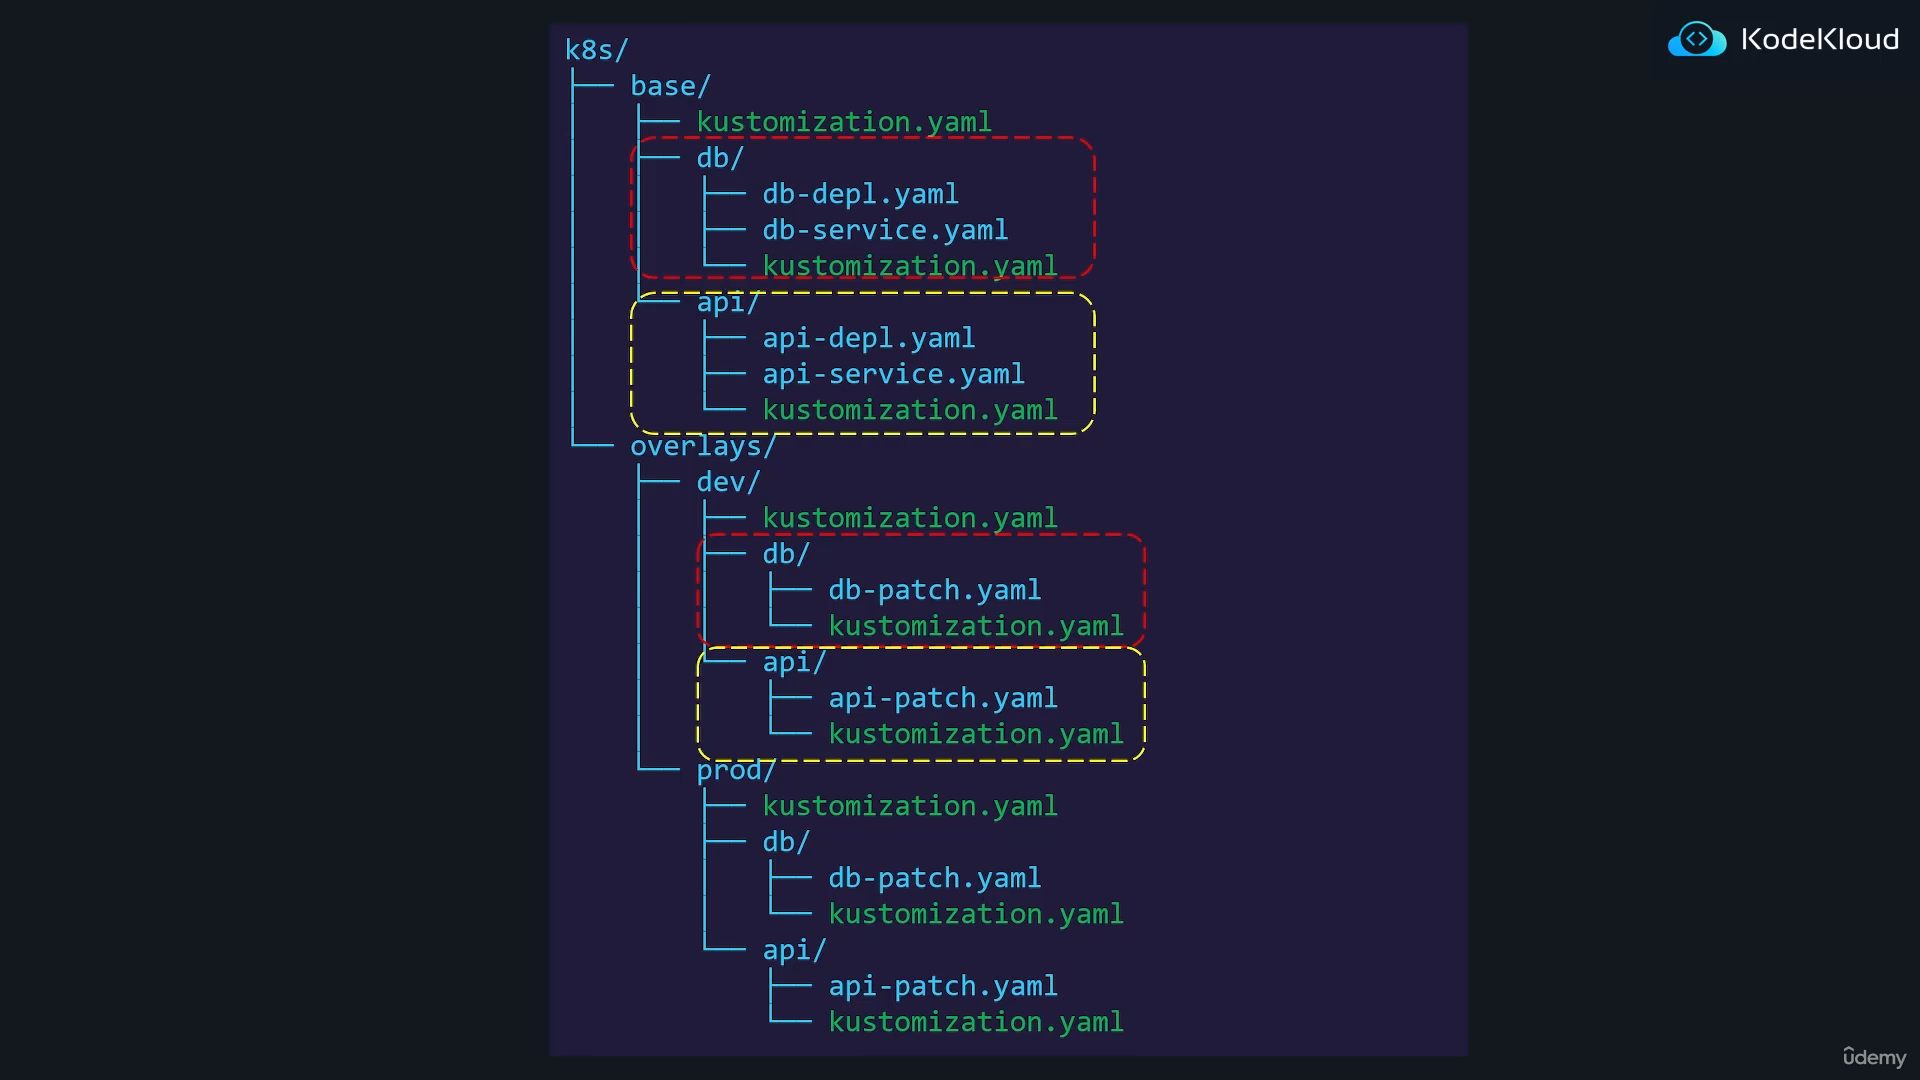 KodeKloud
k8s/
base/
kustomization.yaml
db/
db-depl.yaml
db-service.yaml
kustomization.yaml
api/
api-depl.yaml
api-service.yaml
kustomization.yaml
overlays/
dev/
kustomization.yaml
db/
db-patch.yaml
kustomization.yaml
api/
api-patch.yaml
kustomization.yaml
prod/
kustomization.yaml
db/
db-patch.yaml
kustomization.yaml
api/
api-patch.yaml
kustomization.yaml
ûdemy